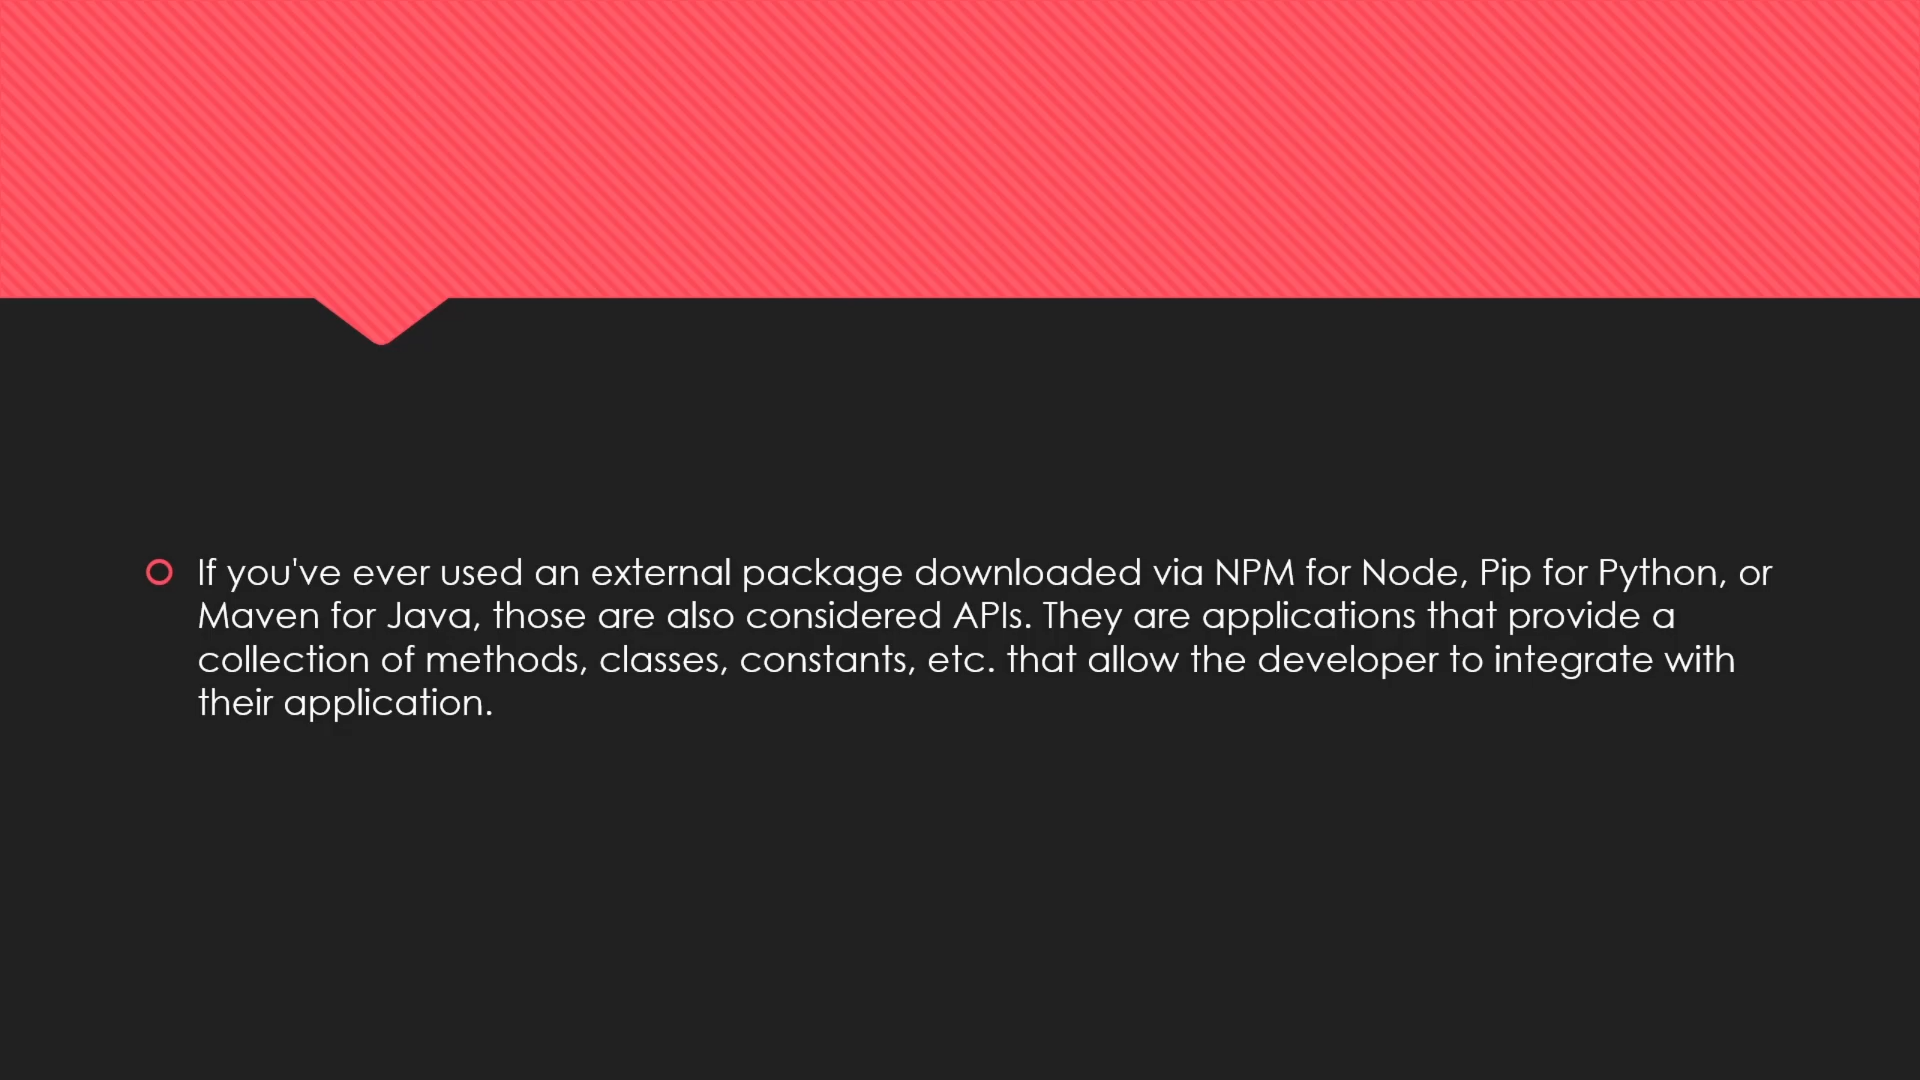 If you've ever used an external package downloaded via NPM for Node, Pip for Python, or
Maven for Java, those are also considered APIs. They are applications that provide a
collection of methods, classes, constants, etc. that allow the developer to integrate with
their application.